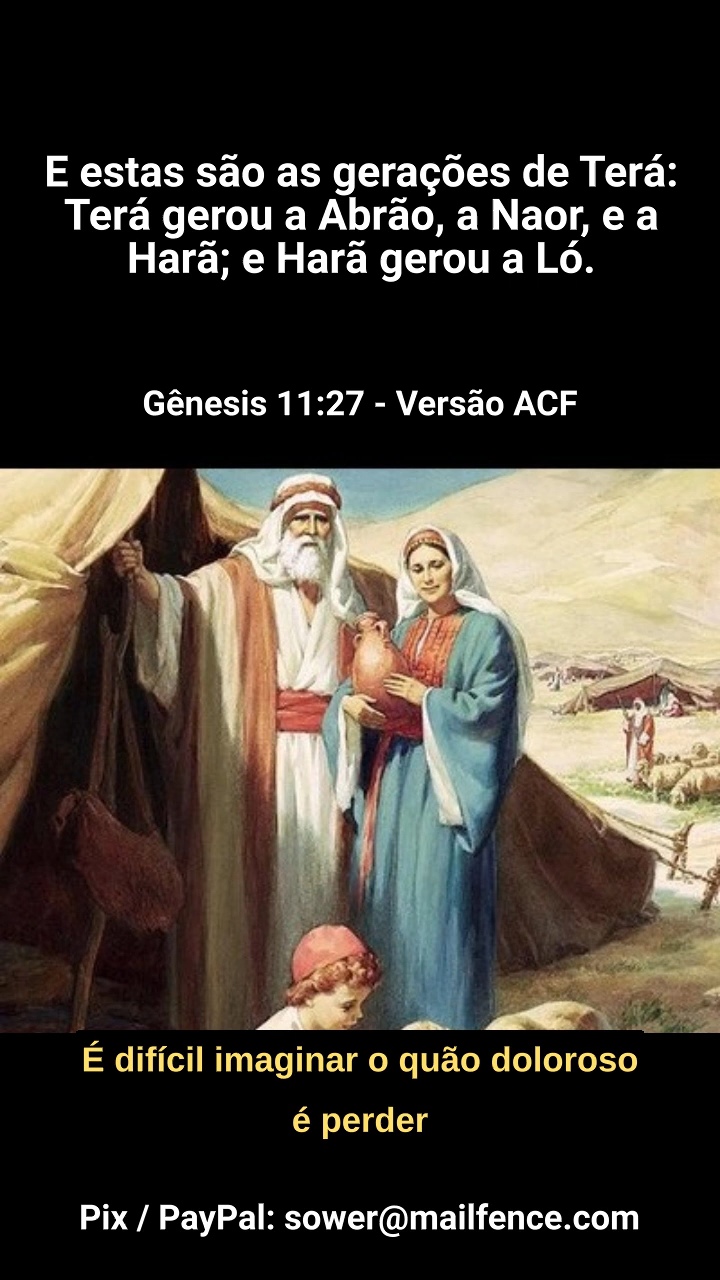 E estas são as gerações de Terá:
Terá gerou a Abrão, a Naor, e a
Harã; e Harã gerou a Ló.
Gênesis 11:27 - Versão ACF
É difícil imaginar o quão doloroso
é perder
Pix / PayPal: sower@mailfence.com